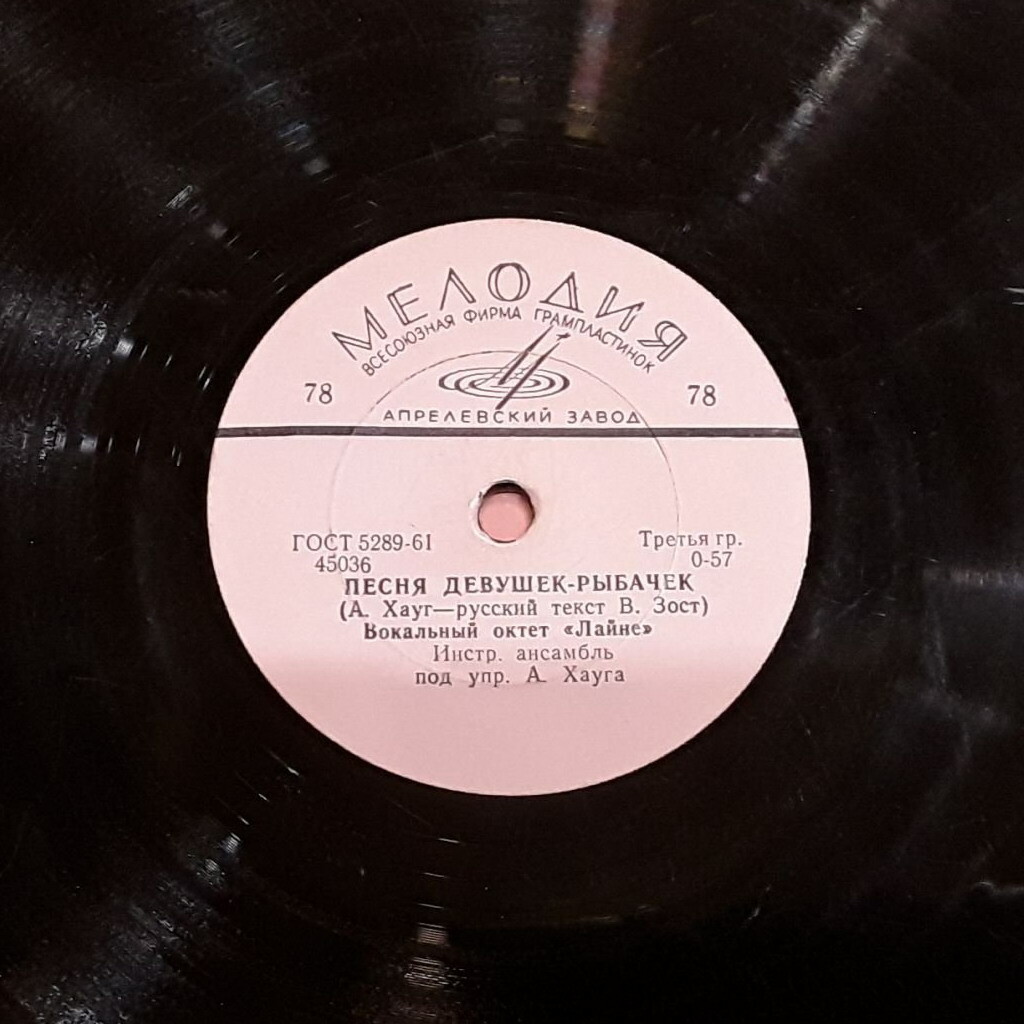 МЕЛОДИЯ
ВСЕСОЮЗНАЯ ФИРМА ГРАМПЛАСТИНОК
78 78
АПРЕЛЕВСКИЙ ЗАВОД
ГОСТ 5289-61 Третья гр.
45036 0-57
ПЕСНЯ ДЕВУШЕК-РЫБАЧЕК
(А. Хауг—русский текст В. Зост)
Вокальный октет «Лайне»
Инстр. ансамбль
под упр. А. Хауга